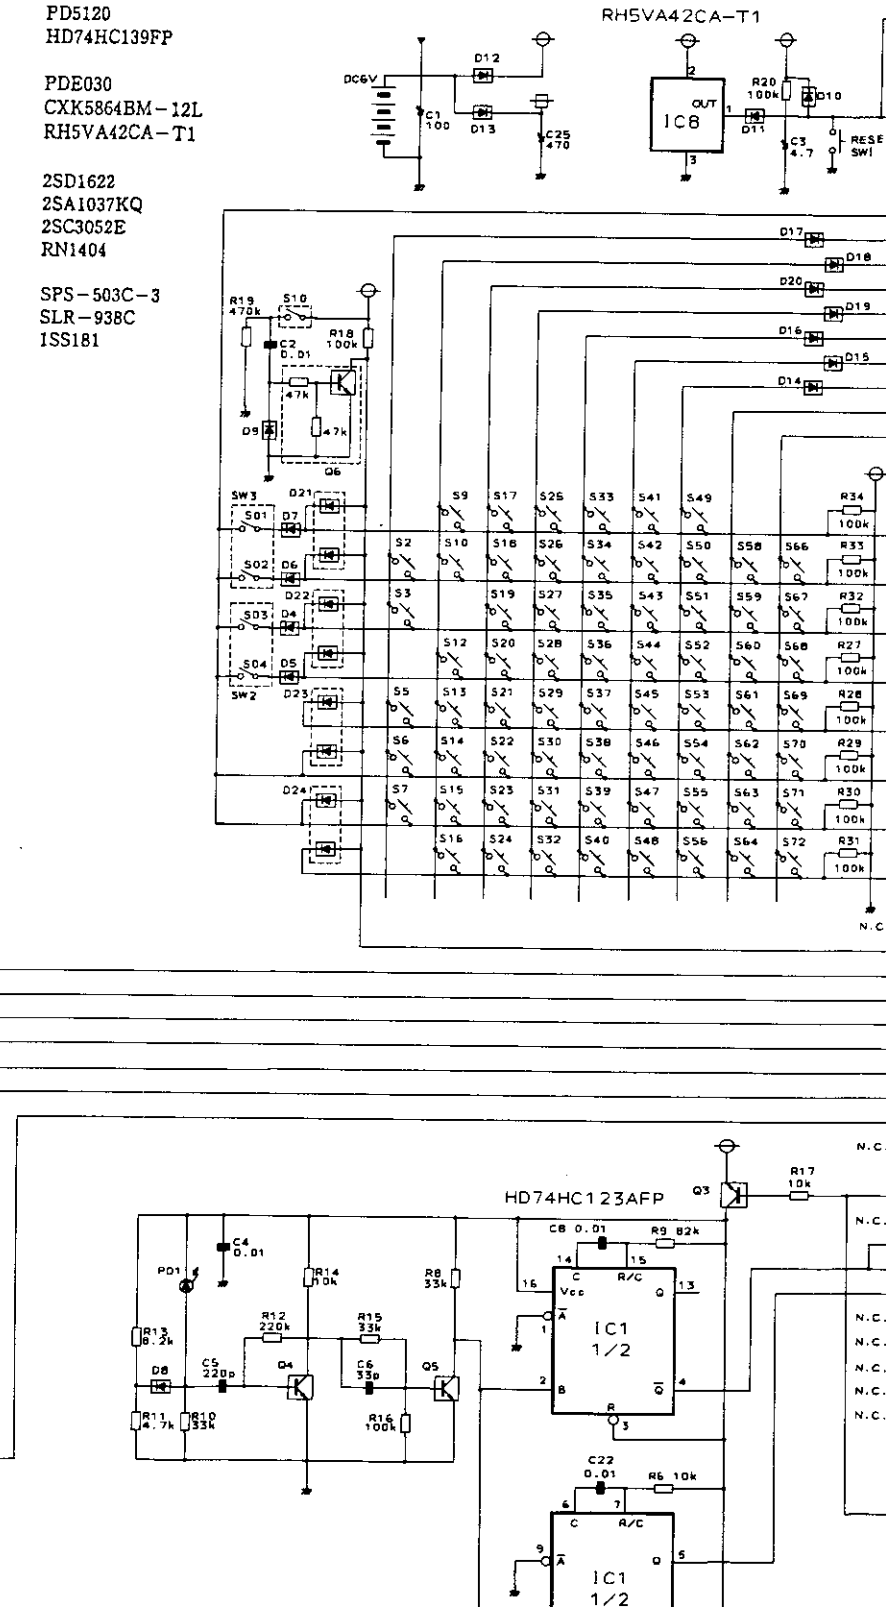 PD5120
HD74HC139FP
PDE030
CXK5864BM-12L
RH5VA42CA-T1
2SD1622
2SA1037KQ
2SC3052E
RN1404
SPS-503C-3
SLR-938C
1SS181
RH5VA42CA-T1
DC6V
D12
D13
C1
100
C25
470
2
OUT
1
IC8
3
D11
R20
100k
D10
C3
4.7
RESE
SW1
D17
D18
D20
D19
D16
D15
D14
R19
470k
S10
R18
100k
C2
0.01
47k
47k
D9
Q6
SW3
D21
S9 S17 S25 S33 S41 S49
R34
S01 D7
100k
S2 S10 S18 S26 S34 S42 S50 S58 S66
R33
S02 D6
100k
D22
S3 S19 S27 S35 S43 S51 S59 S67
R32
S03 D4
100k
S12 S20 S28 S36 S44 S52 S60 S68
R27
S04 D5
100k
SW2
D23
S5 S13 S21 S29 S37 S45 S53 S61 S69
R28
100k
S6 S14 S22 S30 S38 S46 S54 S62 S70
R29
100k
D24
S7 S15 S23 S31 S39 S47 S55 S63 S71
R30
100k
S16 S24 S32 S40 S48 S56 S64 S72
R31
100k
N.C
N.C.
R17
10k
Q3
HD74HC123AFP
N.C.
C8 0.01
R9 82k
C4
0.01
PD1
R14
10k
R8
33k
14 15
C R/C
16 Vcc
Q 13
A
1
IC1
1/2
R13
8.2k
R12
220k
R15
33k
N.C.
N.C.
N.C.
N.C.
N.C.
D8
C5
220p
Q4
C6
33p
Q5
2 B
Q 4
R
3
R11
4.7k
R10
33k
R16
100k
C22
0.01
R6 10k
6 7
C R/C
9
A
Q 5
IC1
1/2